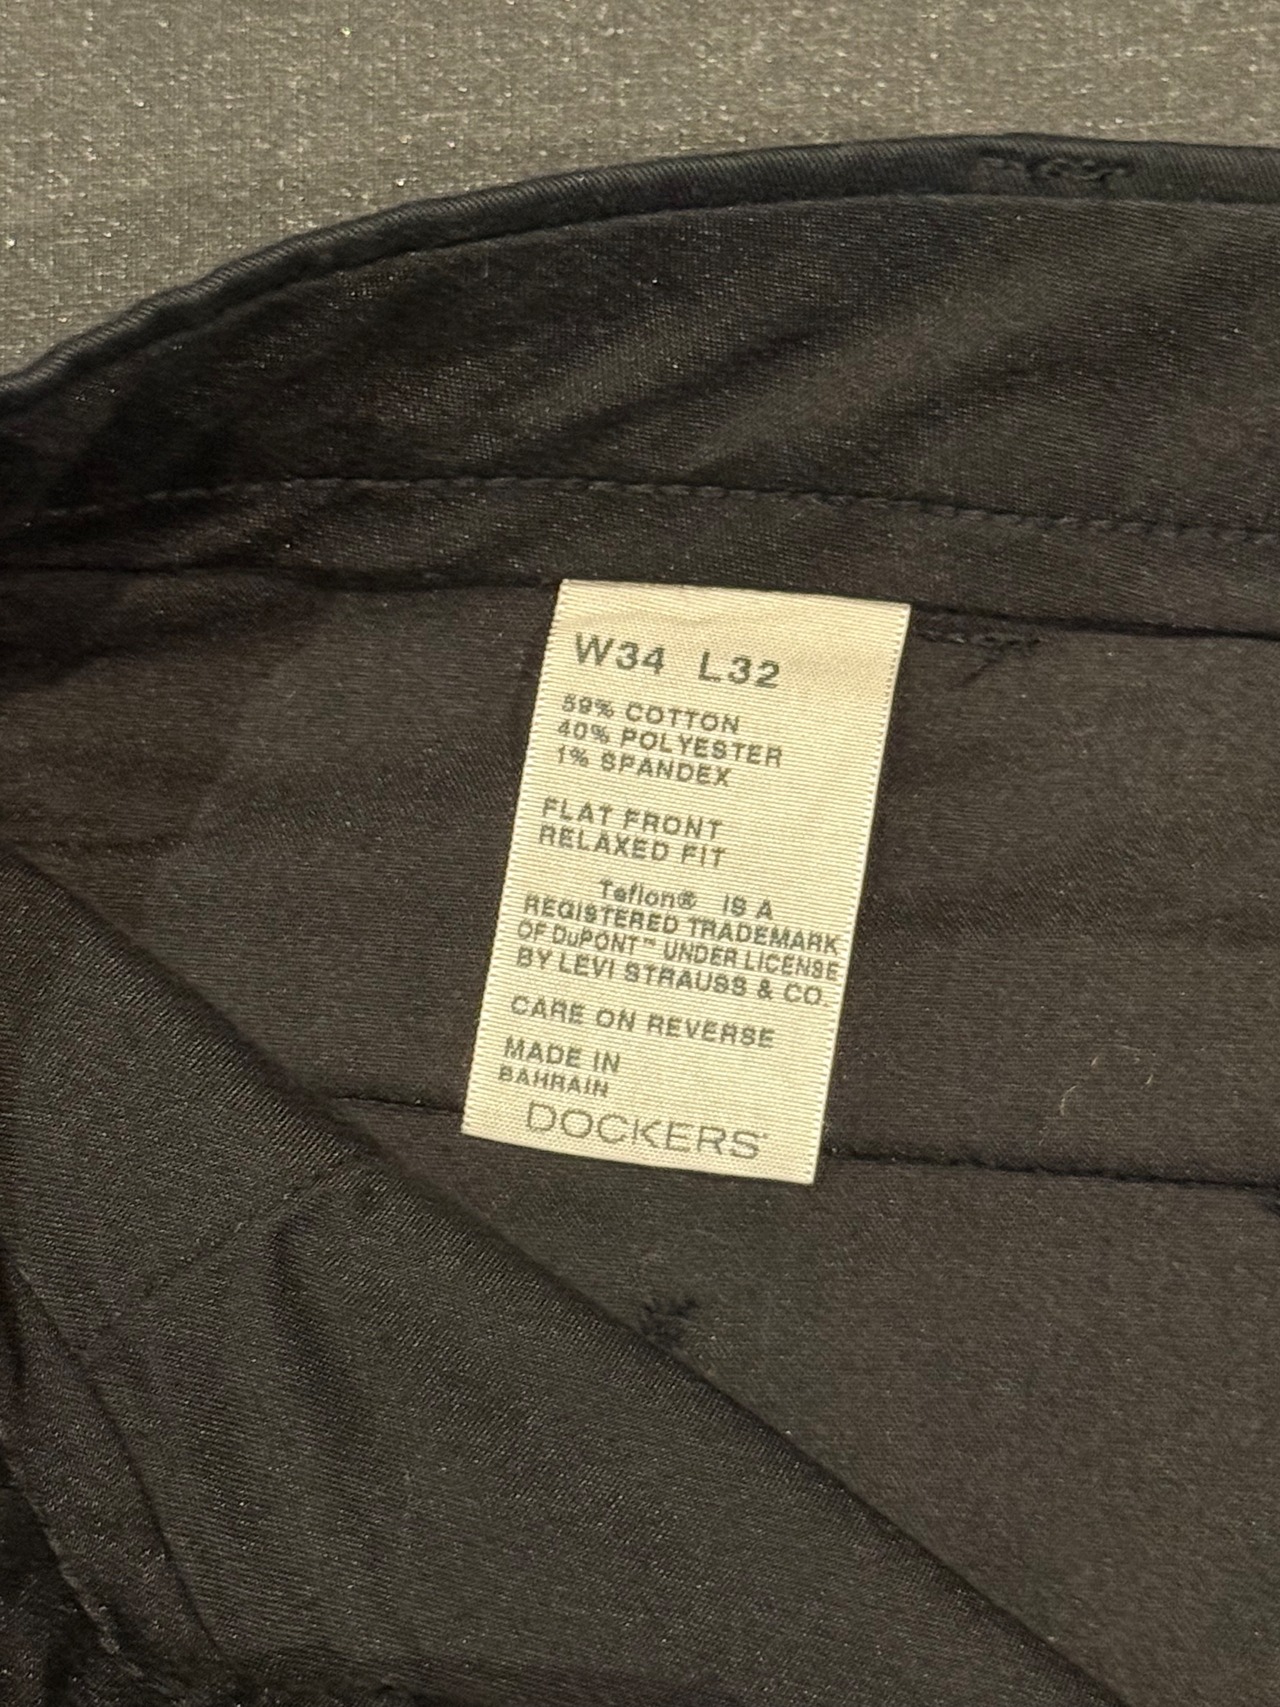 W34 L32
59% COTTON
40% POLYESTER
1% SPANDEX
FLAT FRONT
RELAXED FIT
Teflon® IS A
REGISTERED TRADEMARK
OF DuPONT™ UNDER LICENSE
BY LEVI STRAUSS & CO.
CARE ON REVERSE
MADE IN
BAHRAIN
DOCKERS®